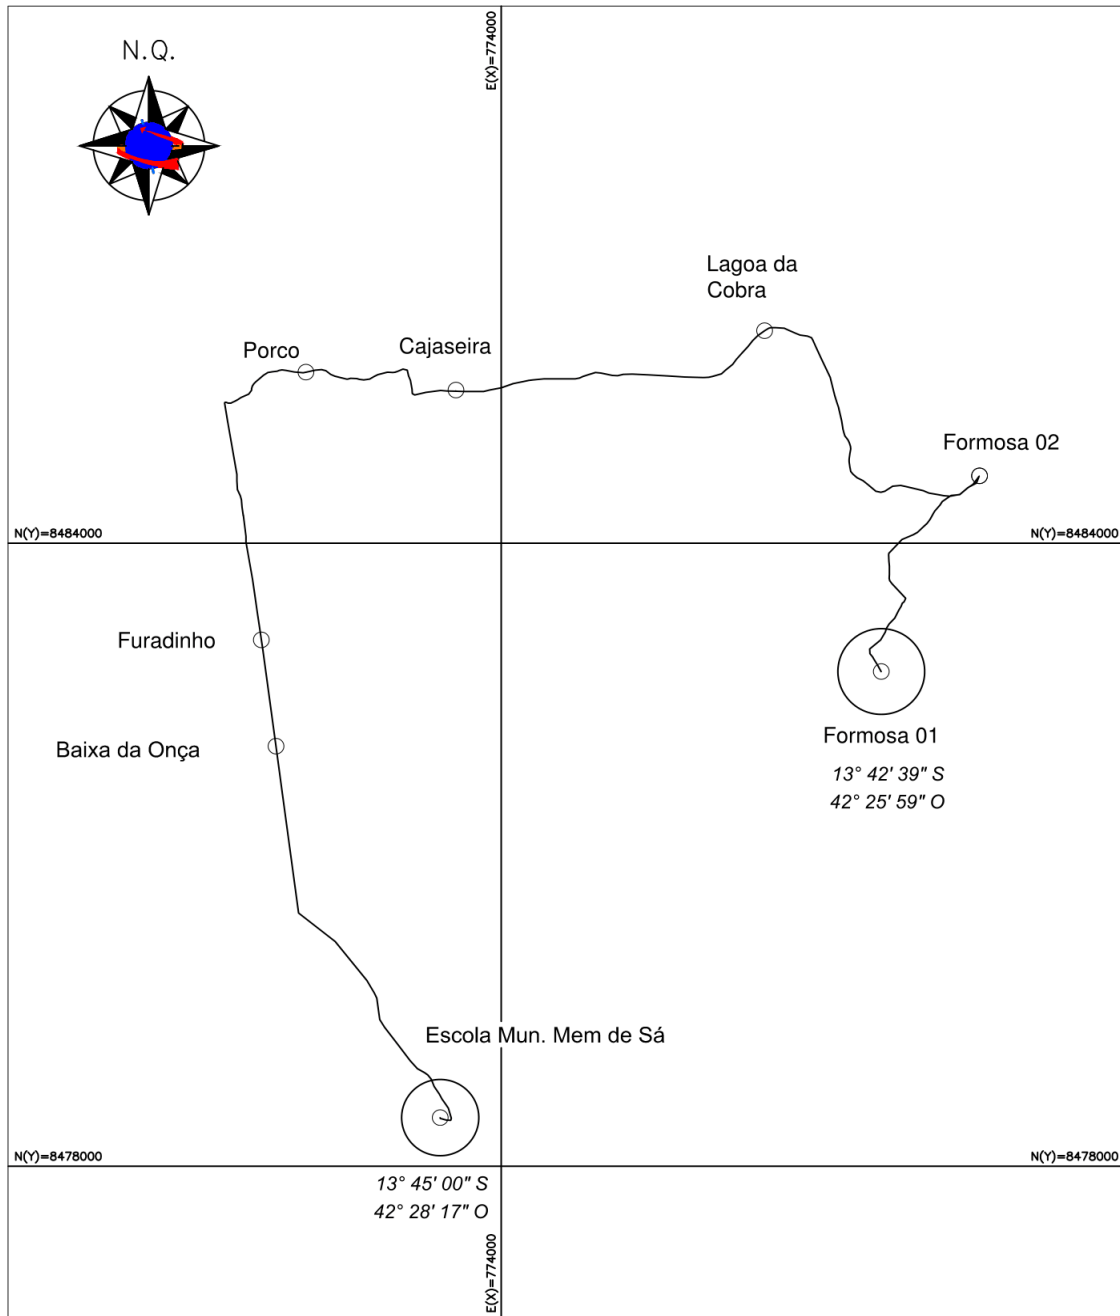 N.Q.
E(X)=774000
Lagoa da
Cobra
Porco
Cajaseira
Formosa 02
N(Y)=8484000
N(Y)=8484000
Furadinho
Baixa da Onça
Formosa 01
13° 42' 39" S
42° 25' 59" O
Escola Mun. Mem de Sá
N(Y)=8478000
N(Y)=8478000
13° 45' 00" S
42° 28' 17" O
E(X)=774000